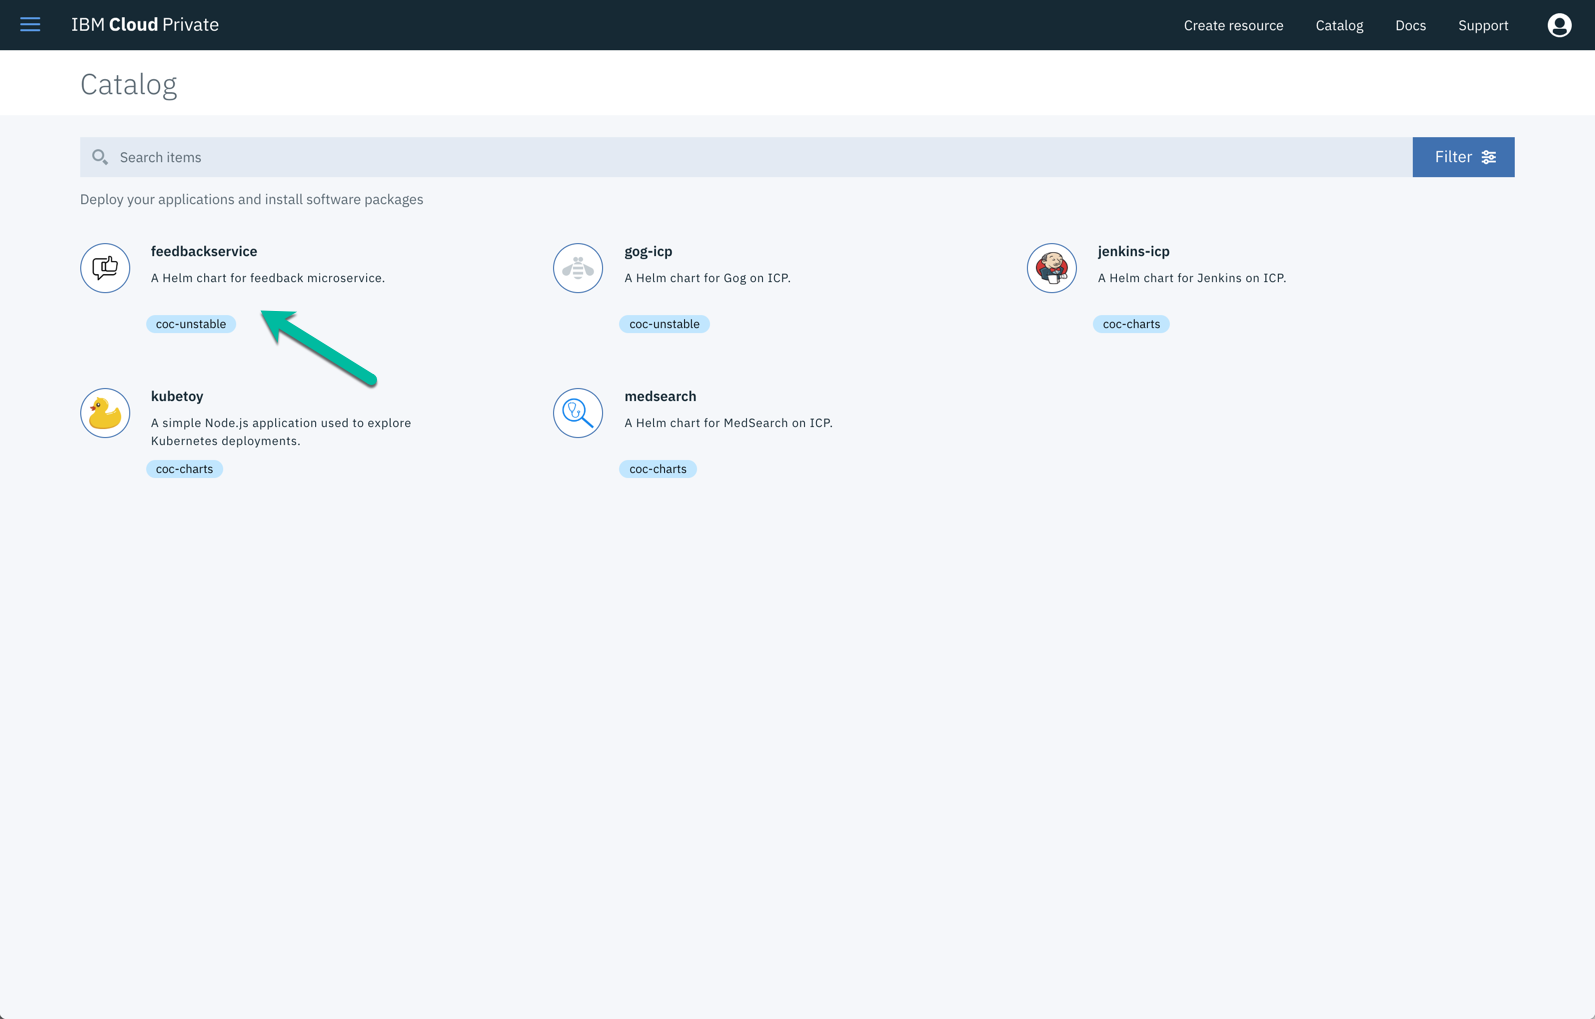 IBM Cloud Private
Create resource
Catalog
Docs
Support
Catalog
Search items
Filter
Deploy your applications and install software packages
feedbackservice
A Helm chart for feedback microservice.
coc-unstable
gog-icp
A Helm chart for Gog on ICP.
coc-unstable
jenkins-icp
A Helm chart for Jenkins on ICP.
coc-charts
kubetoy
A simple Node.js application used to explore
Kubernetes deployments.
coc-charts
medsearch
A Helm chart for MedSearch on ICP.
coc-charts